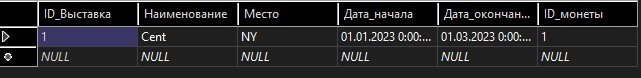 ID_Выставка Наименование Место Дата_начала Дата_окончан... ID_монеты
1 Cent NY 01.01.2023 0:00:... 01.03.2023 0:00:... 1
NULL NULL NULL NULL NULL NULL